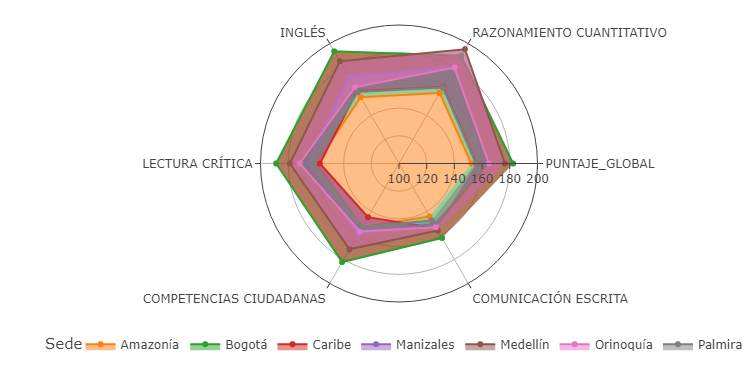 INGLÉS
RAZONAMIENTO CUANTITATIVO
LECTURA CRÍTICA
PUNTAJE_GLOBAL
100 120 140 160 180 200
COMPETENCIAS CIUDADANAS
COMUNICACIÓN ESCRITA
Sede Amazonía Bogotá Caribe Manizales Medellín Orinoquía Palmira